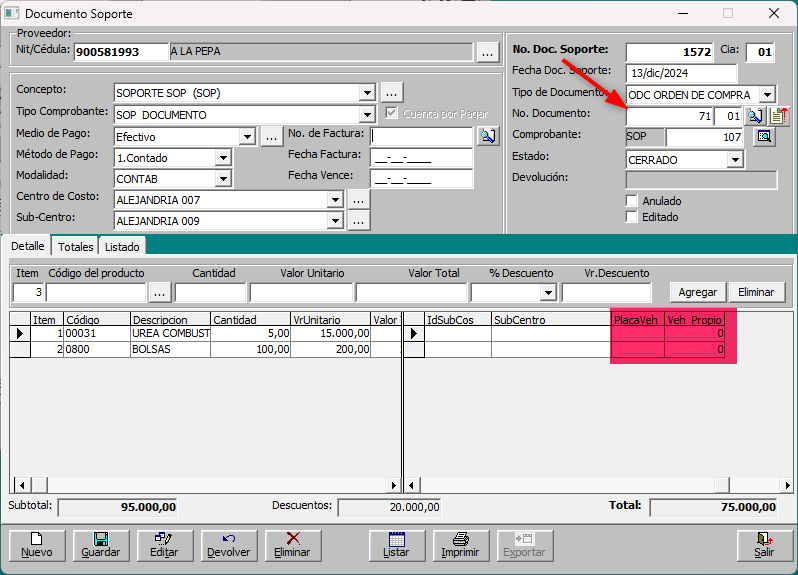 Documento Soporte
Proveedor:
Nit/Cédula: 900581993 A LA PEPA ...
No. Doc. Soporte: 1572 Cia: 01
Fecha Doc. Soporte: 13/dic/2024
Tipo de Documento: ODC ORDEN DE COMPRA
No. Documento: 71 01
Comprobante: SOP 107
Estado: CERRADO
Devolución:
Anulado
Editado
Concepto: SOPORTE SOP (SOP) ...
Tipo Comprobante: SOP DOCUMENTO Cuenta por Pagar
Medio de Pago: Efectivo ... No. de Factura:
Método de Pago: 1.Contado Fecha Factura: __-__-____
Modalidad: CONTAB Fecha Vence: __-__-____
Centro de Costo: ALEJANDRIA 007 ...
Sub-Centro: ALEJANDRIA 009 ...
Detalle Totales Listado
Item Código del producto Cantidad Valor Unitario Valor Total % Descuento Vr.Descuento
3 ... Agregar Eliminar
Item Código Descripcion Cantidad VrUnitario Valor IdSubCos SubCentro PlacaVeh Veh_Propio
1 00031 UREA COMBUST 5,00 15.000,00 0
2 0800 BOLSAS 100,00 200,00 0
Subtotal: 95.000,00 Descuentos: 20.000,00 Total: 75.000,00
Nuevo Guardar Editar Devolver Eliminar Listar Imprimir Exportar Salir